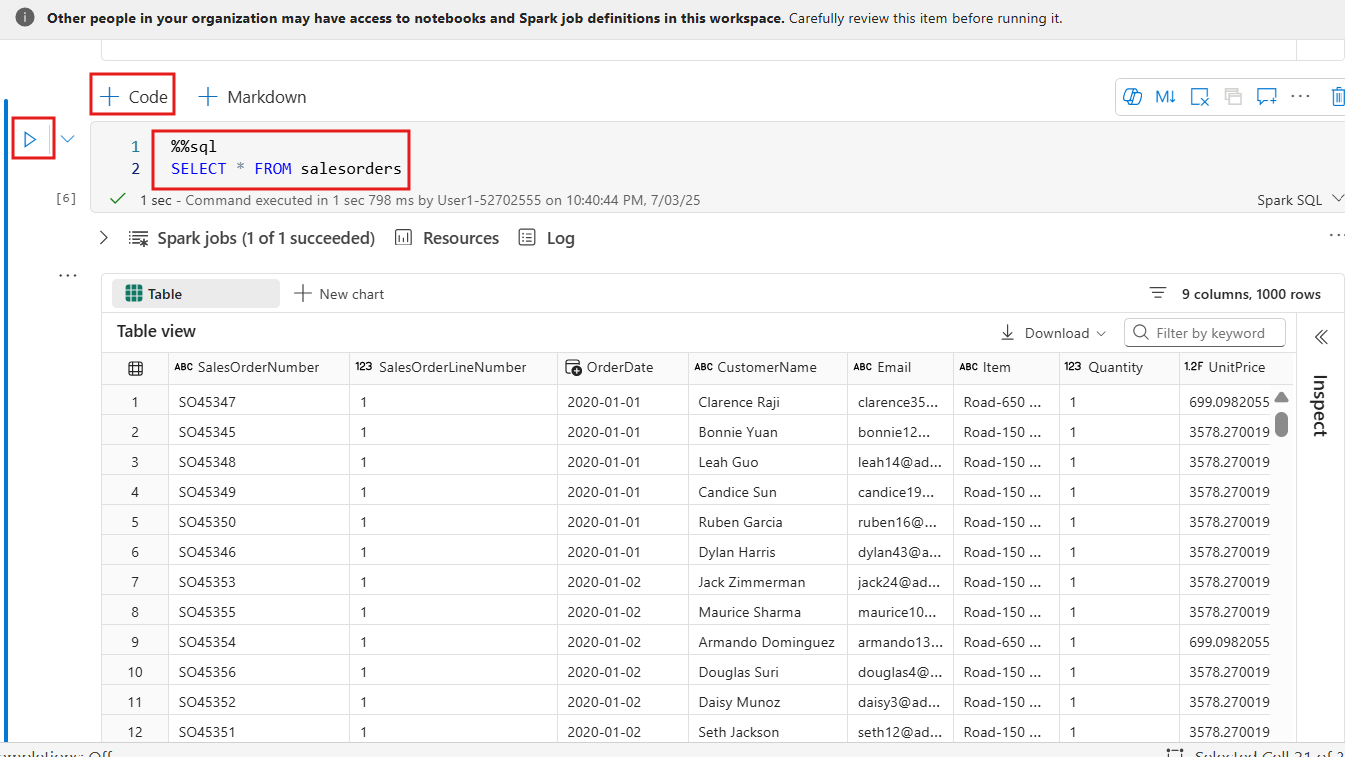 Other people in your organization may have access to notebooks and Spark job definitions in this workspace. Carefully review this item before running it.
+ Code + Markdown
M↓ ...
1 %%sql
2 SELECT * FROM salesorders
[6] 1 sec - Command executed in 1 sec 798 ms by User1-52702555 on 10:40:44 PM, 7/03/25 Spark SQL
Spark jobs (1 of 1 succeeded) Resources Log ...
...
Table + New chart 9 columns, 1000 rows
Table view Download Filter by keyword
ABC SalesOrderNumber 123 SalesOrderLineNumber OrderDate ABC CustomerName ABC Email ABC Item 123 Quantity 1.2F UnitPrice
Inspect
1 SO45347 1 2020-01-01 Clarence Raji clarence35... Road-650 ... 1 699.0982055
2 SO45345 1 2020-01-01 Bonnie Yuan bonnie12... Road-150 ... 1 3578.270019
3 SO45348 1 2020-01-01 Leah Guo leah14@ad... Road-150 ... 1 3578.270019
4 SO45349 1 2020-01-01 Candice Sun candice19... Road-150 ... 1 3578.270019
5 SO45350 1 2020-01-01 Ruben Garcia ruben16@... Road-150 ... 1 3578.270019
6 SO45346 1 2020-01-01 Dylan Harris dylan43@a... Road-150 ... 1 3578.270019
7 SO45353 1 2020-01-02 Jack Zimmerman jack24@ad... Road-150 ... 1 3578.270019
8 SO45355 1 2020-01-02 Maurice Sharma maurice10... Road-150 ... 1 3578.270019
9 SO45354 1 2020-01-02 Armando Dominguez armando13... Road-650 ... 1 699.0982055
10 SO45356 1 2020-01-02 Douglas Suri douglas4@... Road-150 ... 1 3578.270019
11 SO45352 1 2020-01-02 Daisy Munoz daisy3@ad... Road-150 ... 1 3578.270019
12 SO45351 1 2020-01-02 Seth Jackson seth12@ad... Road-150 ... 1 3578.270019
Off Selected Cell 21 of